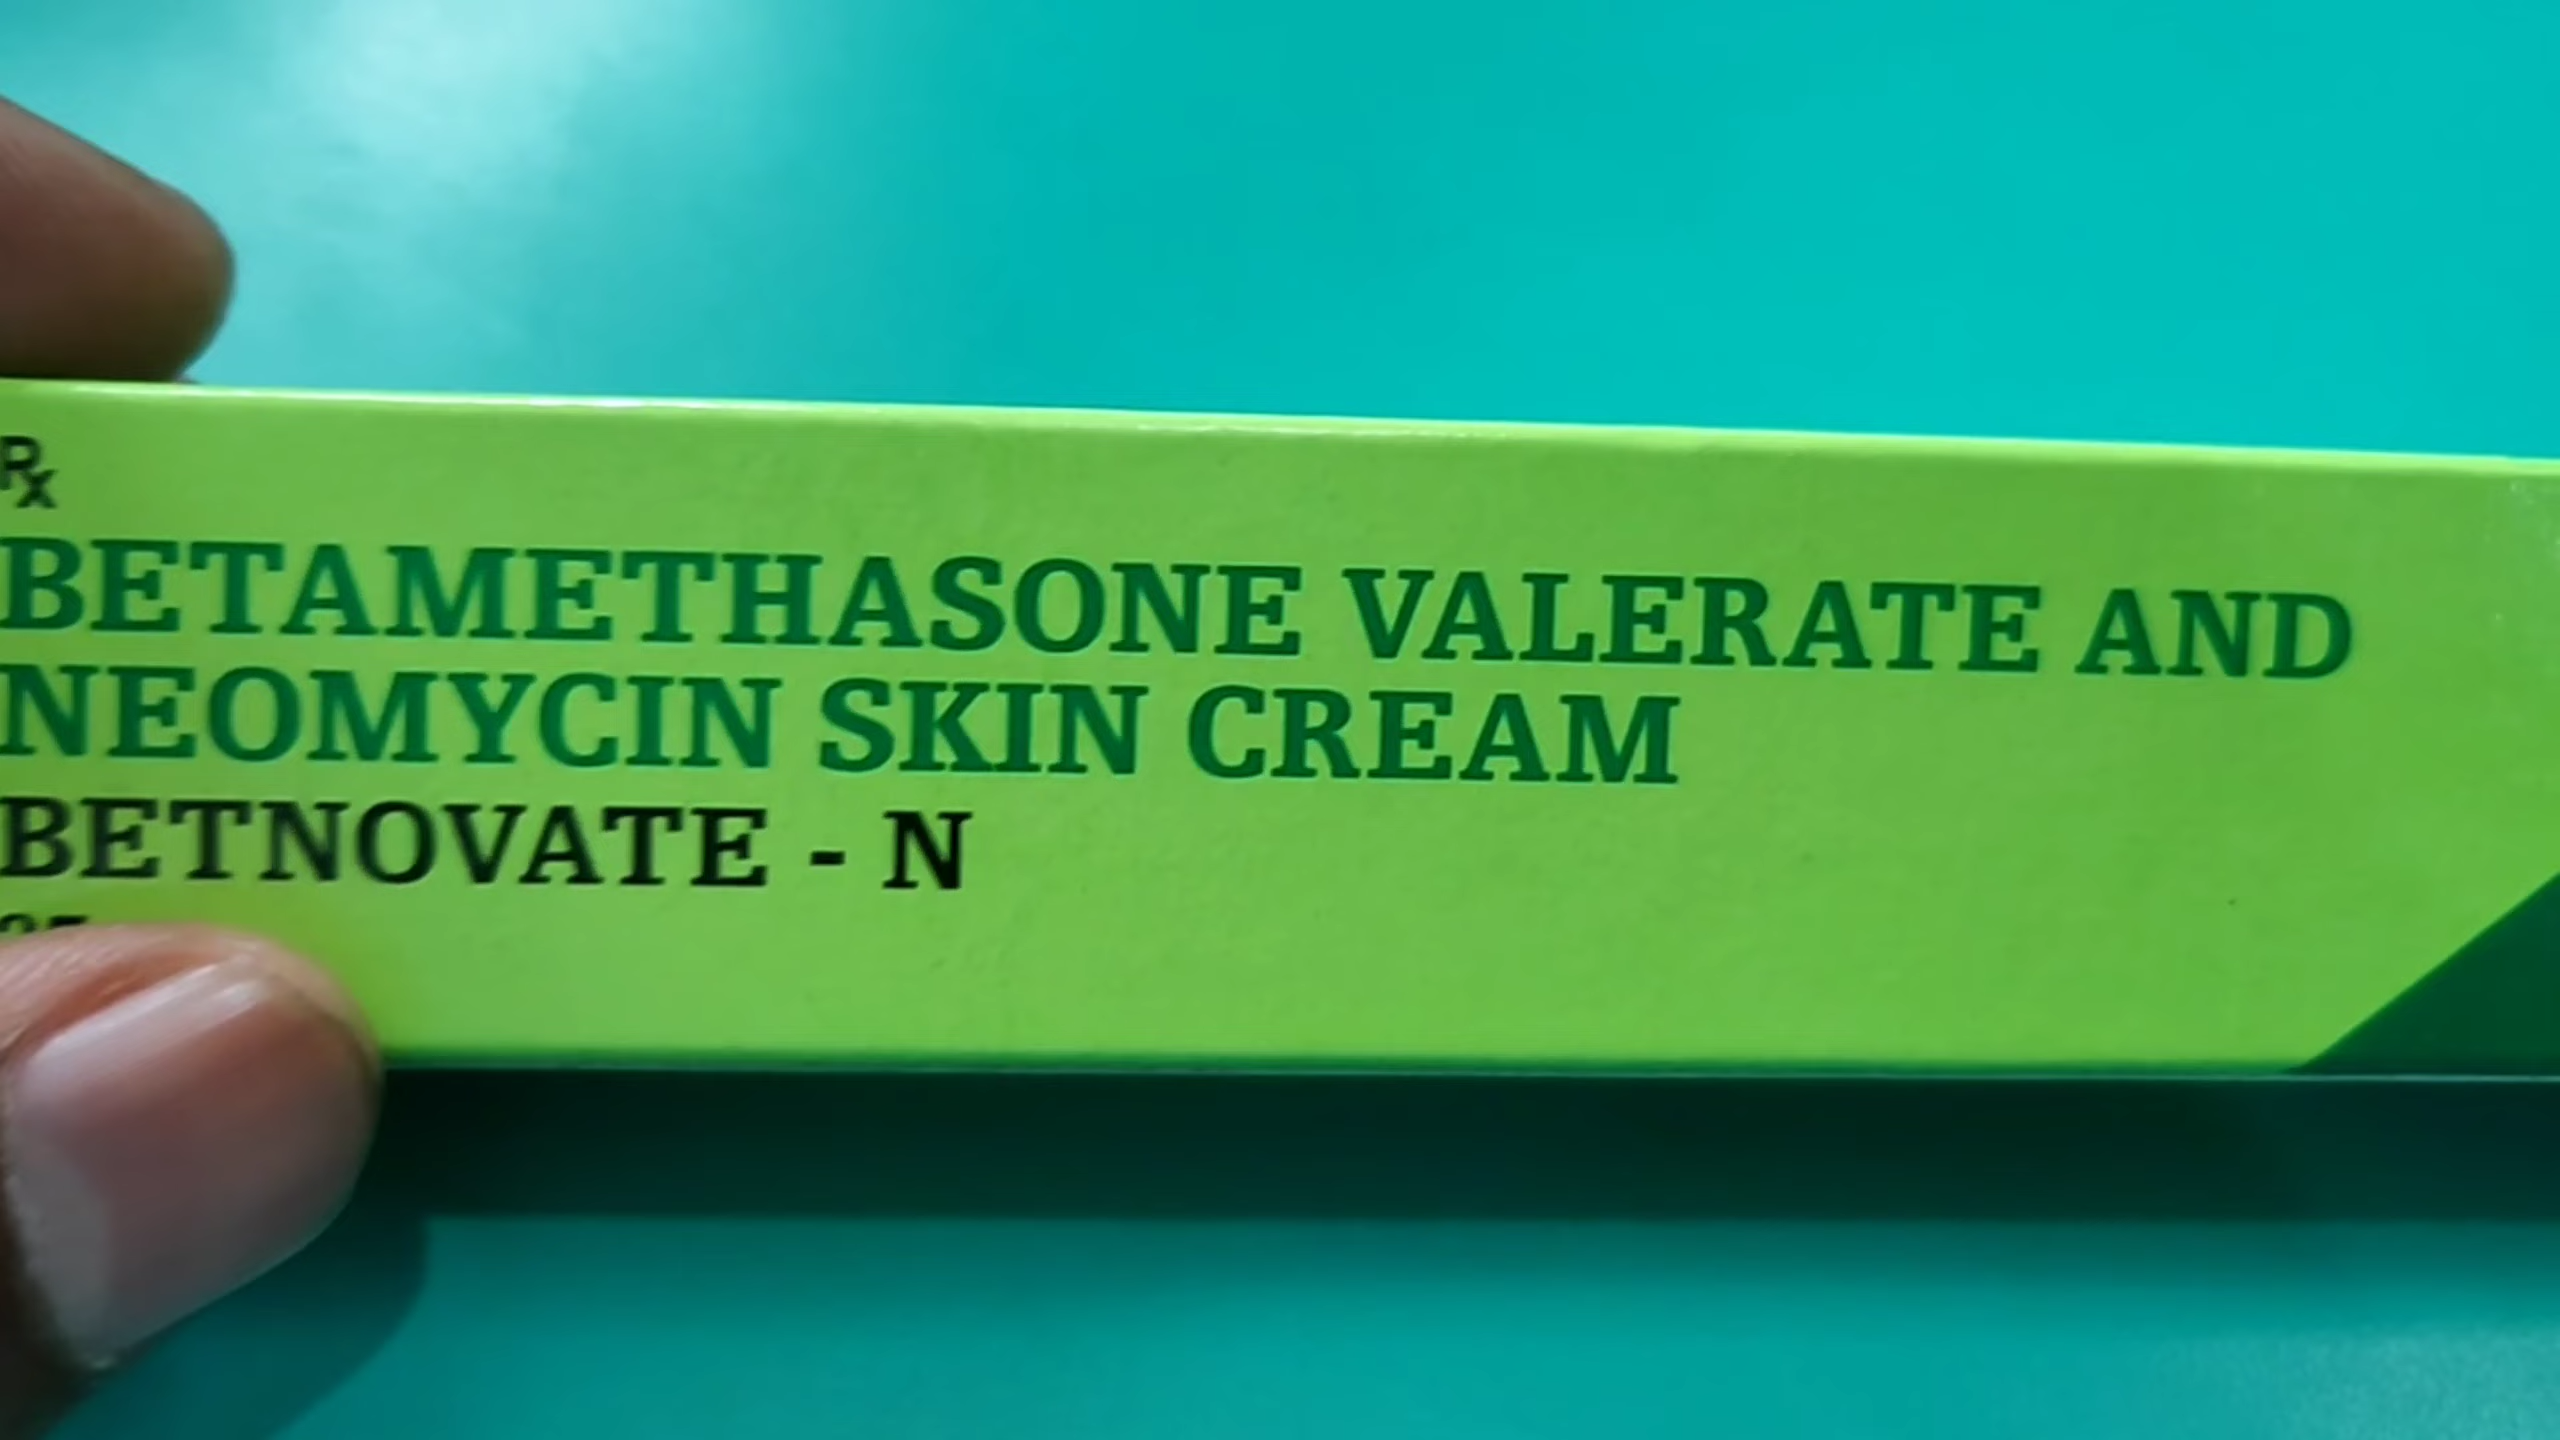 Rx
BETAMETHASONE VALERATE AND
NEOMYCIN SKIN CREAM
BETNOVATE - N